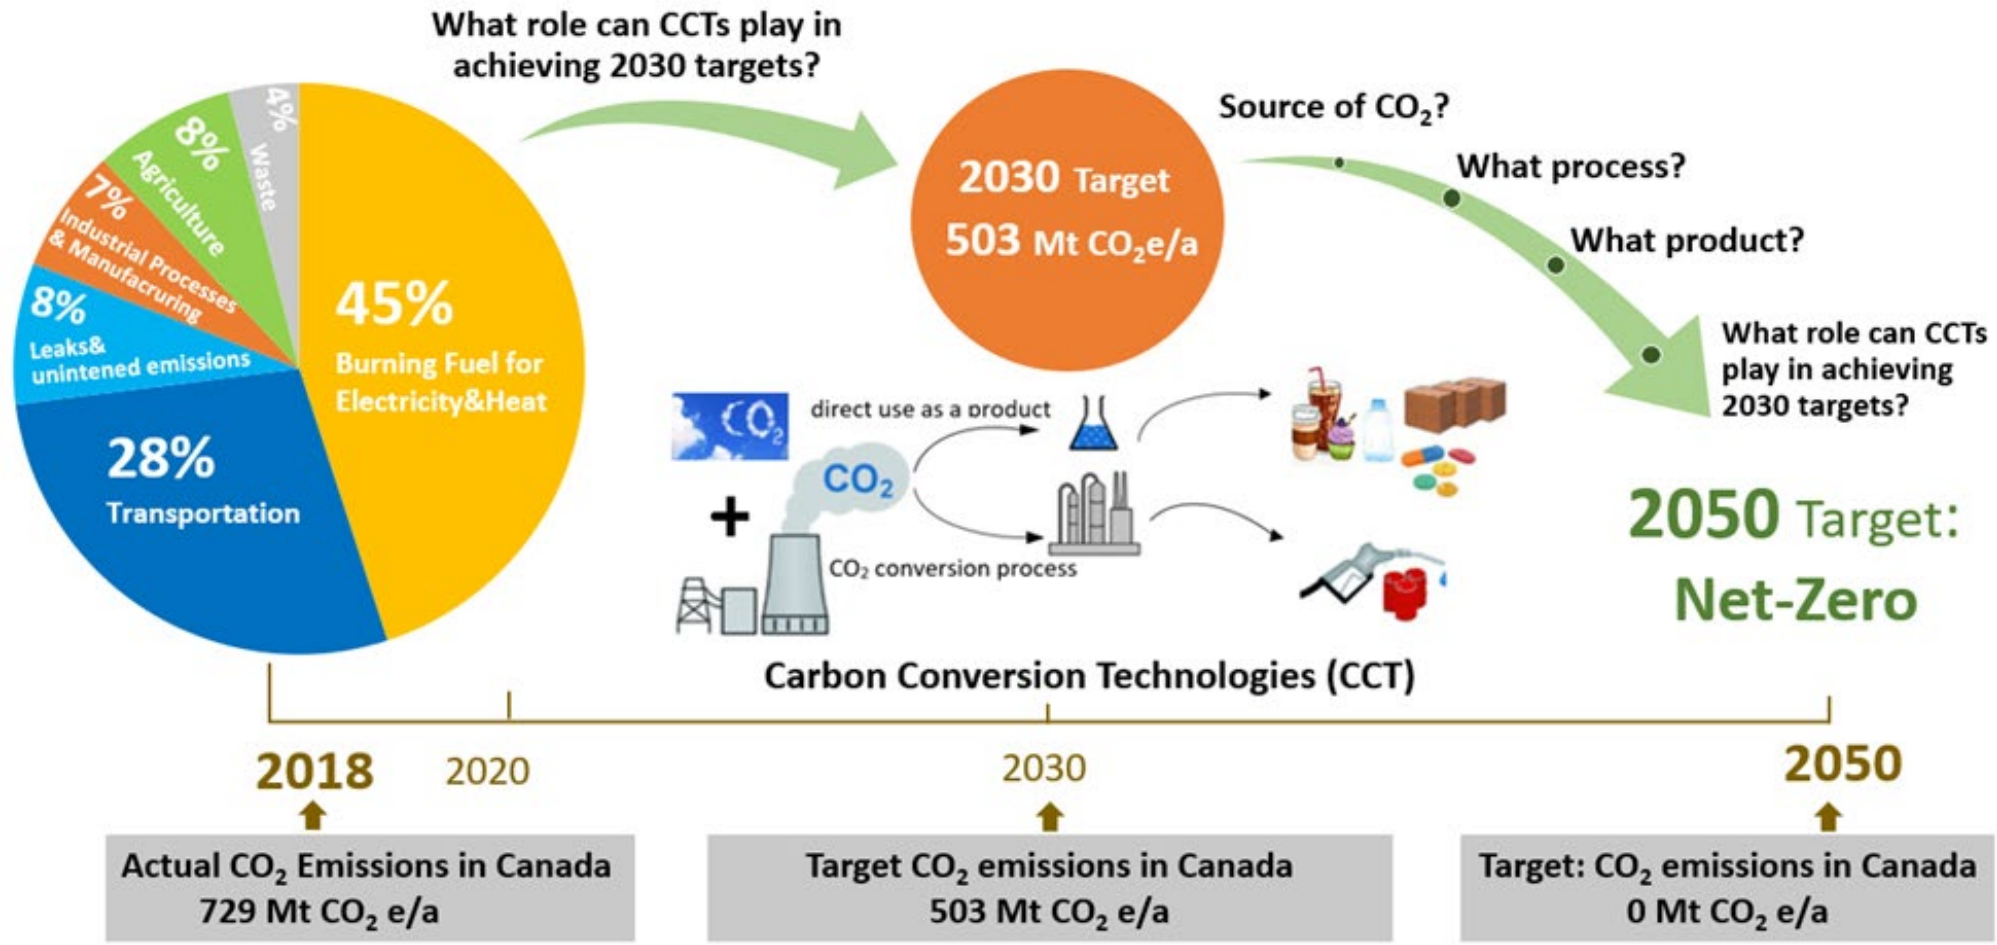 What role can CCTs play in
achieving 2030 targets?
4%
Waste
8%
Agriculture
7%
Industrial Processes
& Manufacruring
8%
Leaks&
unintened emissions
45%
Burning Fuel for
Electricity&Heat
28%
Transportation
2030 Target
503 Mt CO₂e/a
Source of CO₂?
What process?
What product?
What role can CCTs
play in achieving
2030 targets?
CO₂
direct use as a product
CO₂
+
CO₂ conversion process
2050 Target:
Net-Zero
Carbon Conversion Technologies (CCT)
2018
2020
2030
2050
Actual CO₂ Emissions in Canada
729 Mt CO₂ e/a
Target CO₂ emissions in Canada
503 Mt CO₂ e/a
Target: CO₂ emissions in Canada
0 Mt CO₂ e/a